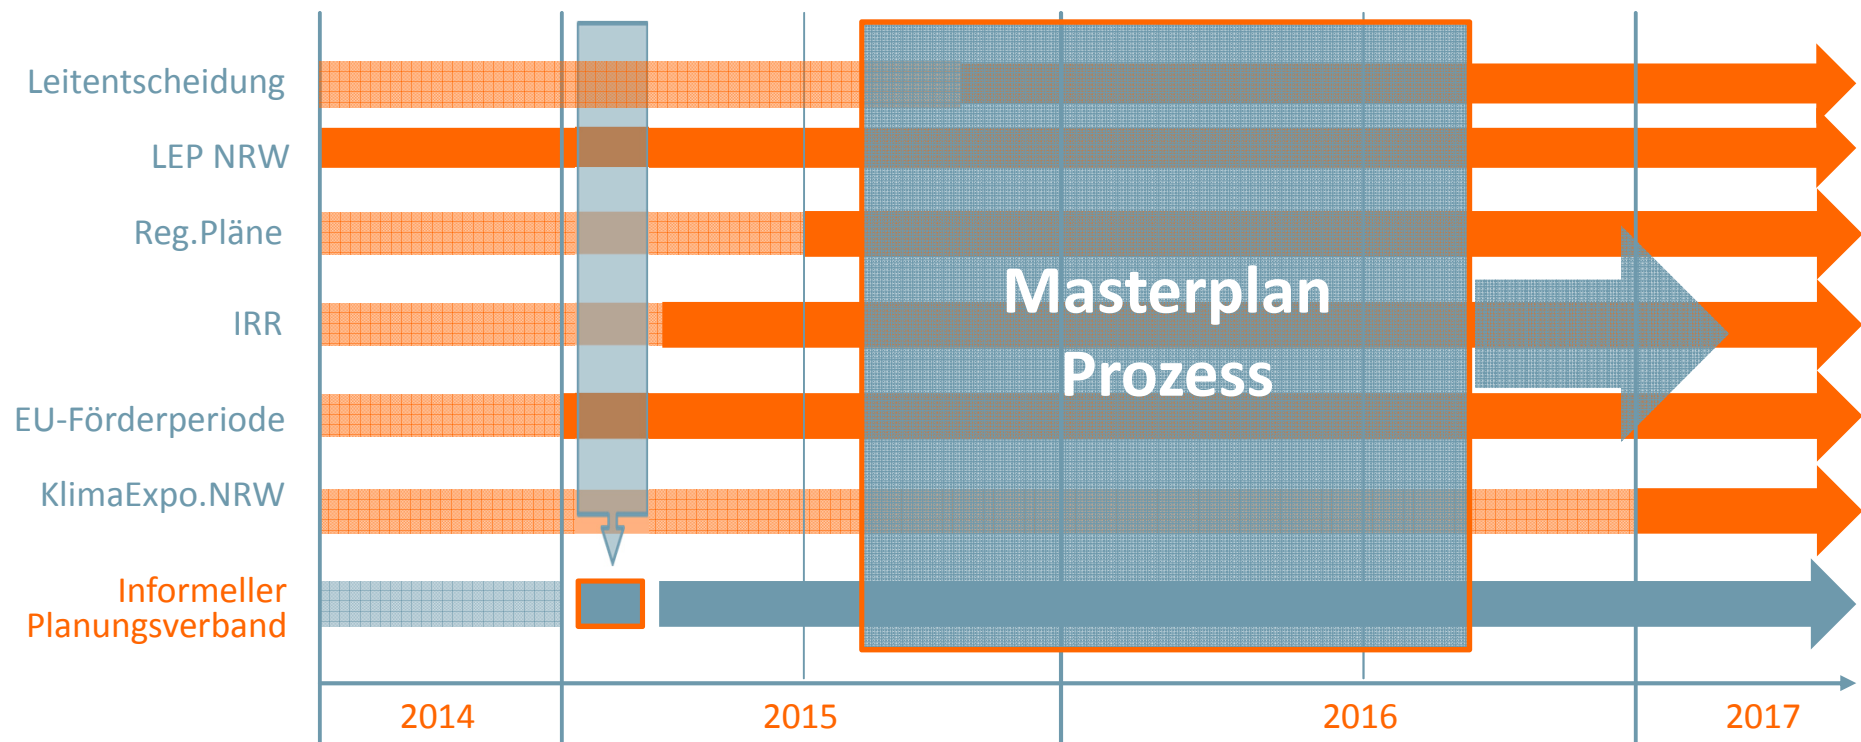 Leitentscheidung
LEP NRW
Reg.Pläne
IRR
EU-Förderperiode
KlimaExpo.NRW
Informeller
Planungsverband
Masterplan
Prozess
2014
2015
2016
2017